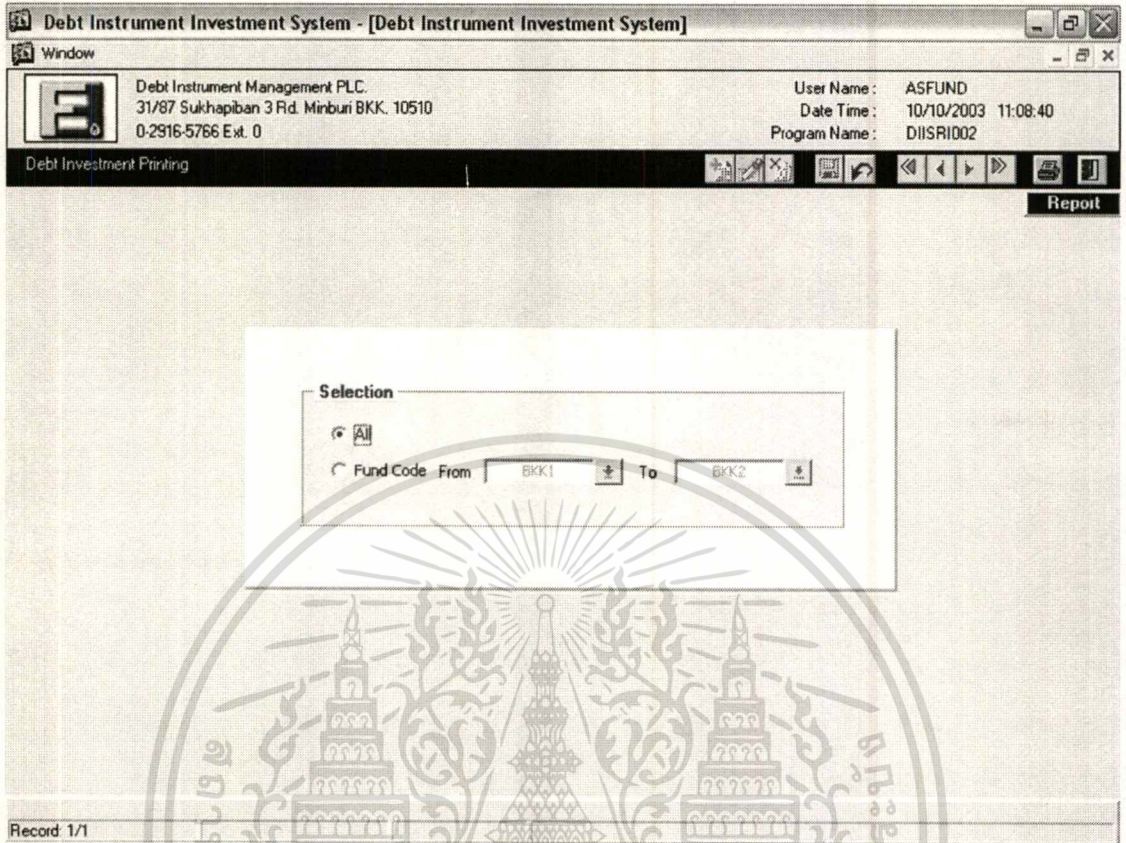 Debt Instrument Investment System - [Debt Instrument Investment System]
Window
Debt Instrument Management PLC.
31/87 Sukhapiban 3 Rd. Minburi BKK. 10510
0-2916-5766 Ext. 0
User Name : ASFUND
Date Time : 10/10/2003 11:08:40
Program Name : DIISRI002
Debt Investment Printing
Report
Selection
All
Fund Code From BKK1 To BKK2
Record: 1/1